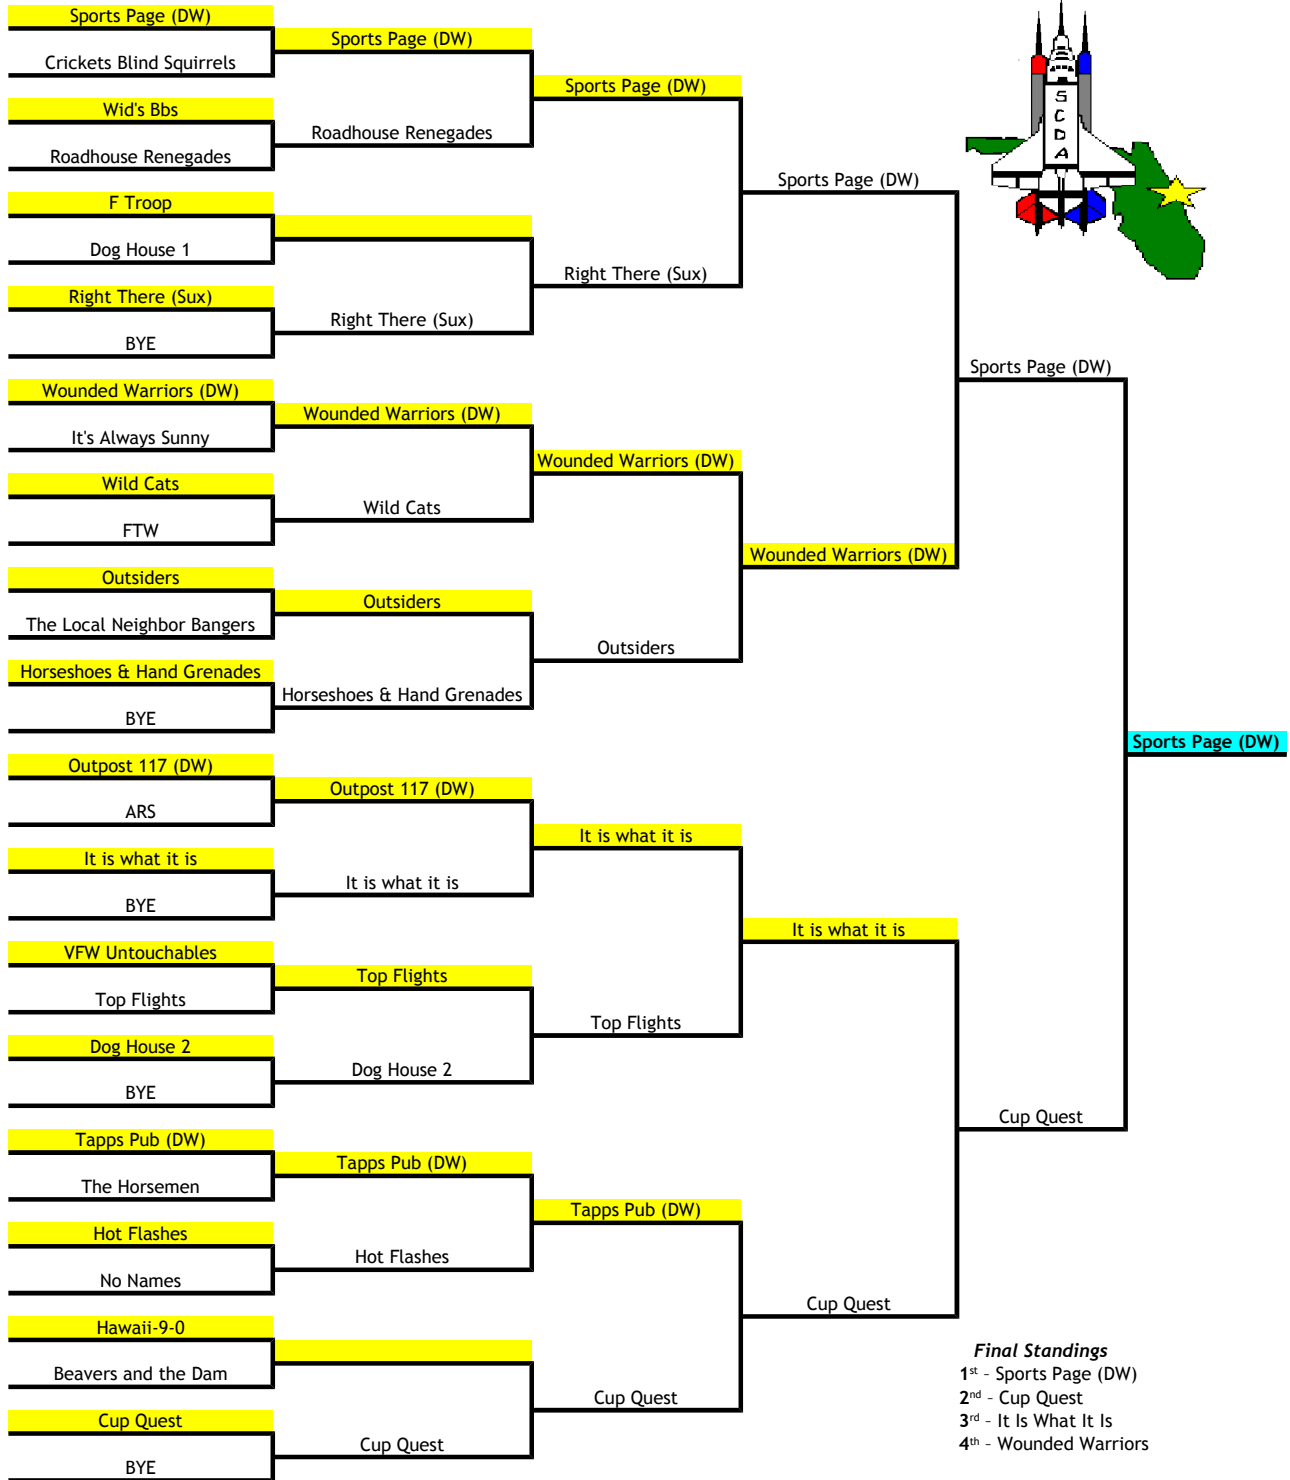 Sports Page (DW)
Crickets Blind Squirrels
Wid's Bbs
Roadhouse Renegades
F Troop
Dog House 1
Right There (Sux)
BYE
Wounded Warriors (DW)
It's Always Sunny
Wild Cats
FTW
Outsiders
The Local Neighbor Bangers
Horseshoes & Hand Grenades
BYE
Outpost 117 (DW)
ARS
It is what it is
BYE
VFW Untouchables
Top Flights
Dog House 2
BYE
Tapps Pub (DW)
The Horsemen
Hot Flashes
No Names
Hawaii-9-0
Beavers and the Dam
Cup Quest
BYE
Sports Page (DW)
Roadhouse Renegades
Right There (Sux)
Wounded Warriors (DW)
Wild Cats
Outsiders
Horseshoes & Hand Grenades
Outpost 117 (DW)
It is what it is
Top Flights
Dog House 2
Tapps Pub (DW)
Hot Flashes
Cup Quest
Sports Page (DW)
Right There (Sux)
Wounded Warriors (DW)
Outsiders
It is what it is
Top Flights
Tapps Pub (DW)
Cup Quest
Sports Page (DW)
Wounded Warriors (DW)
It is what it is
Cup Quest
Sports Page (DW)
Cup Quest
Sports Page (DW)
SCDA
Final Standings
1st - Sports Page (DW)
2nd - Cup Quest
3rd - It Is What It Is
4th - Wounded Warriors